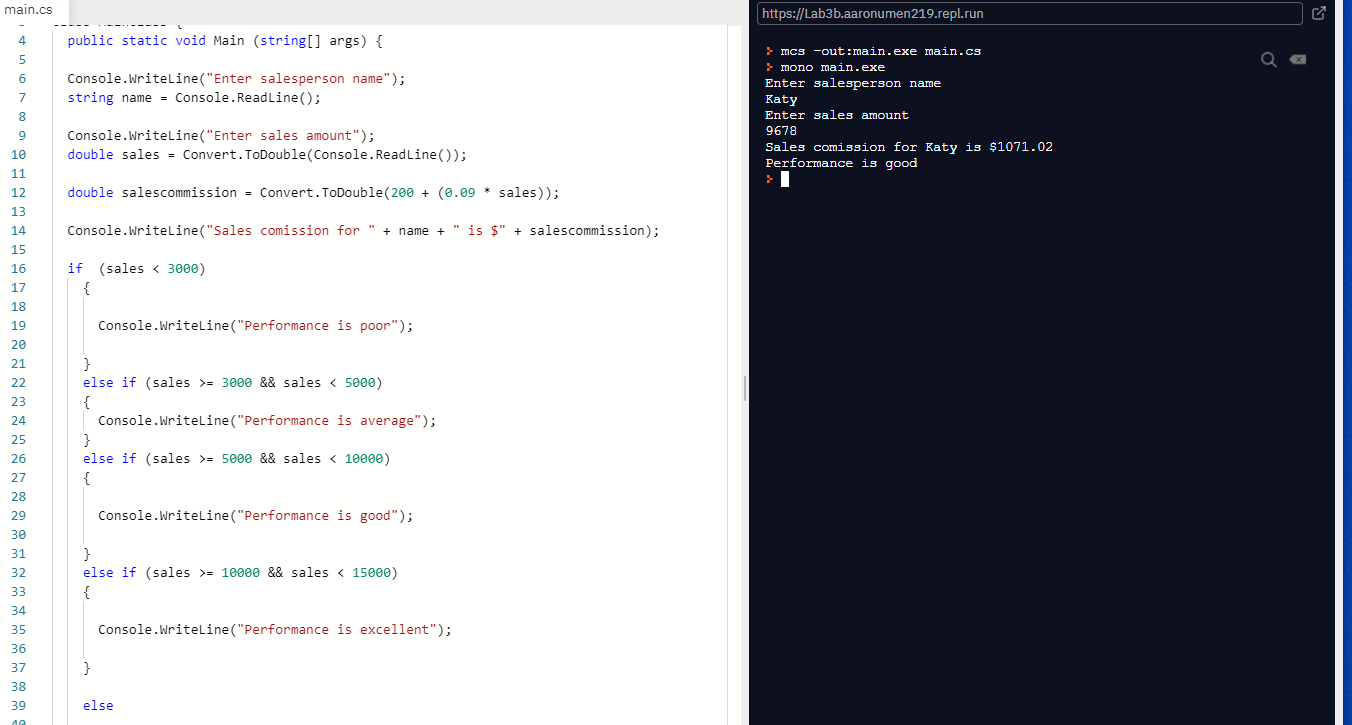 main.cs
4 public static void Main (string[] args) {
5
6 Console.WriteLine("Enter salesperson name");
7 string name = Console.ReadLine();
8
9 Console.WriteLine("Enter sales amount");
10 double sales = Convert.ToDouble(Console.ReadLine());
11
12 double salescommission = Convert.ToDouble(200 + (0.09 * sales));
13
14 Console.WriteLine("Sales comission for " + name + " is $" + salescommission);
15
16 if  (sales < 3000)
17 {
18
19 Console.WriteLine("Performance is poor");
20
21 }
22 else if (sales >= 3000 && sales < 5000)
23 {
24 Console.WriteLine("Performance is average");
25 }
26 else if (sales >= 5000 && sales < 10000)
27 {
28
29 Console.WriteLine("Performance is good");
30
31 }
32 else if (sales >= 10000 && sales < 15000)
33 {
34
35 Console.WriteLine("Performance is excellent");
36
37 }
38
39 else
40
https://Lab3b.aaronumen219.repl.run
mcs -out:main.exe main.cs
mono main.exe
Enter salesperson name
Katy
Enter sales amount
9678
Sales comission for Katy is $1071.02
Performance is good